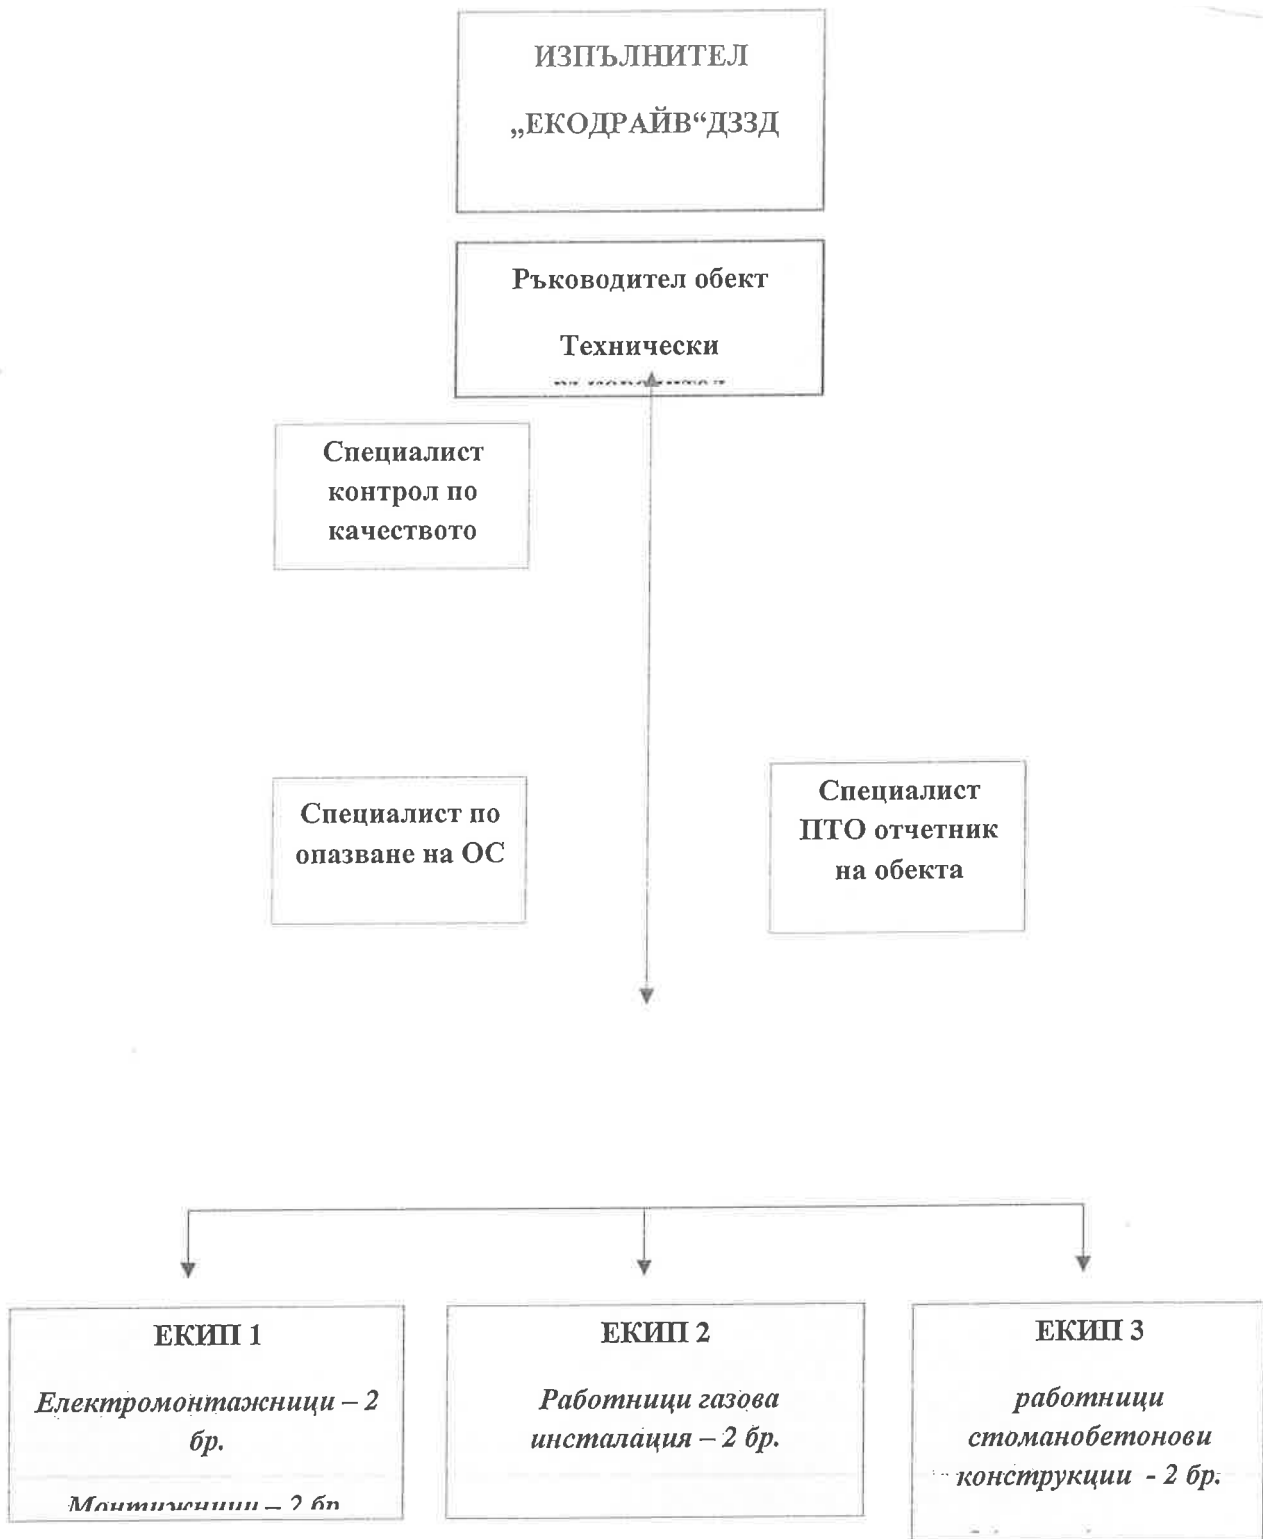 ИЗПЪЛНИТЕЛ
„ЕКОДРАЙВ“ДЗЗД
Ръководител обект
Технически
Специалист
контрол по
качеството
Специалист по
опазване на ОС
Специалист
ПТО отчетник
на обекта
ЕКИП 1
Електромонтажници – 2
бр.
– 2 бр
ЕКИП 2
Работници газова
инсталация – 2 бр.
ЕКИП 3
работници
стоманобетонови
конструкции - 2 бр.